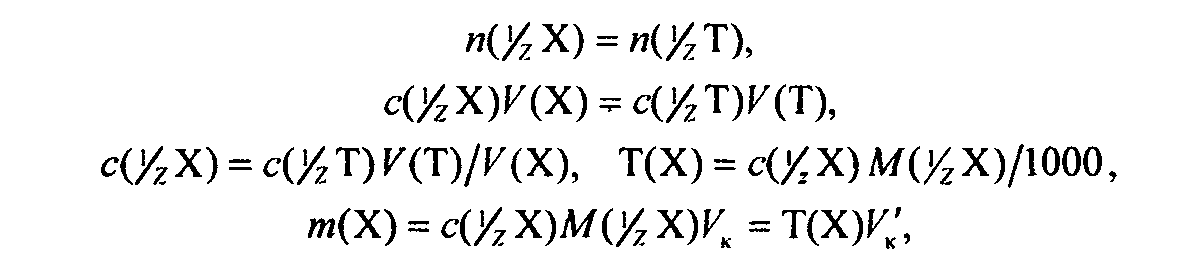 n(1/Z X) = n(1/Z T),
c(1/Z X)V(X) = c(1/Z T)V(T),
c(1/Z X) = c(1/Z T)V(T)/V(X), T(X) = c(1/z X) M(1/Z X)/1000,
m(X) = c(1/Z X)M(1/Z X)Vк = T(X)V′к,